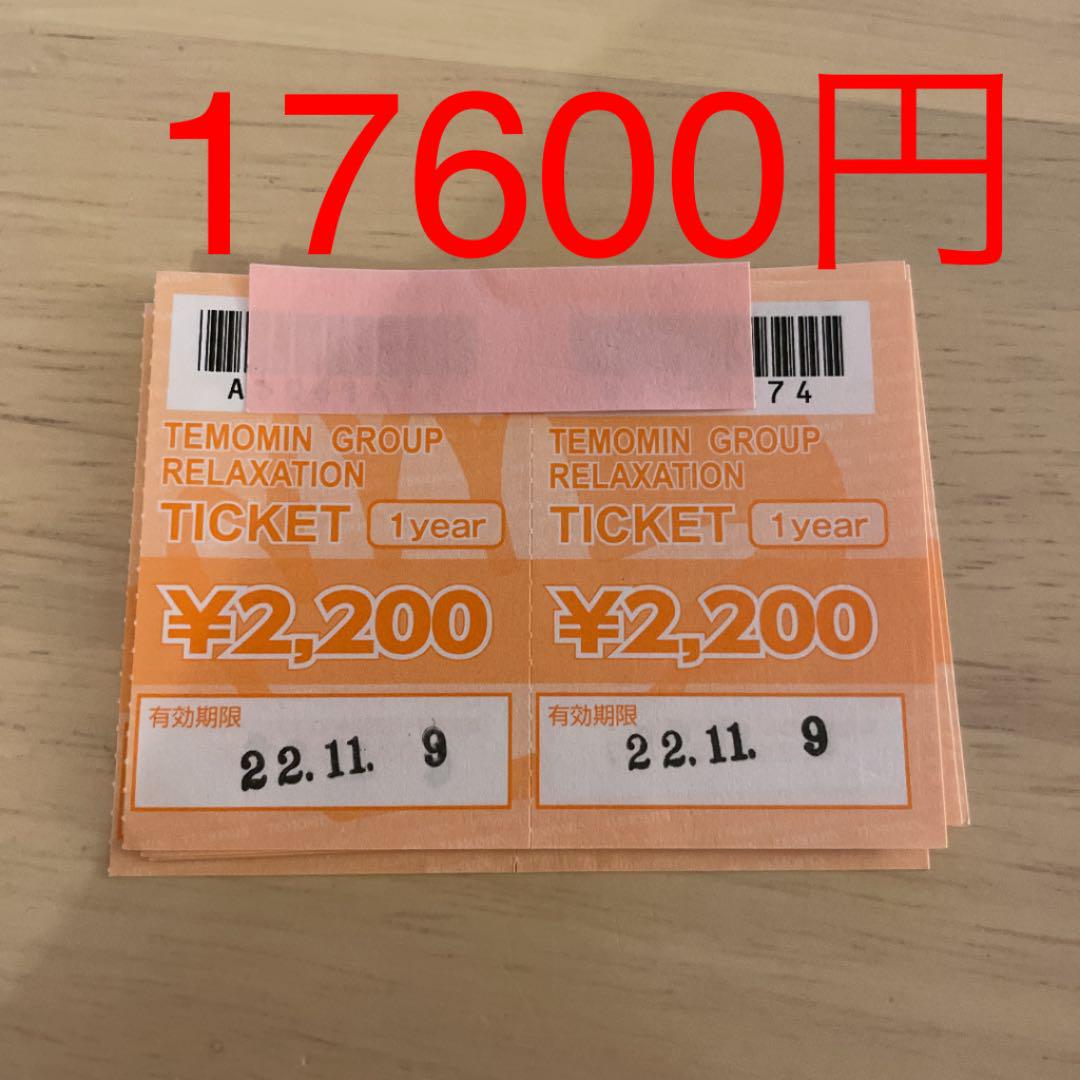 17600円
A
74
TEMOMIN GROUP
RELAXATION
TICKET 1year
¥2,200
有効期限
22.11. 9
TEMOMIN GROUP
RELAXATION
TICKET 1year
¥2,200
有効期限
22.11. 9